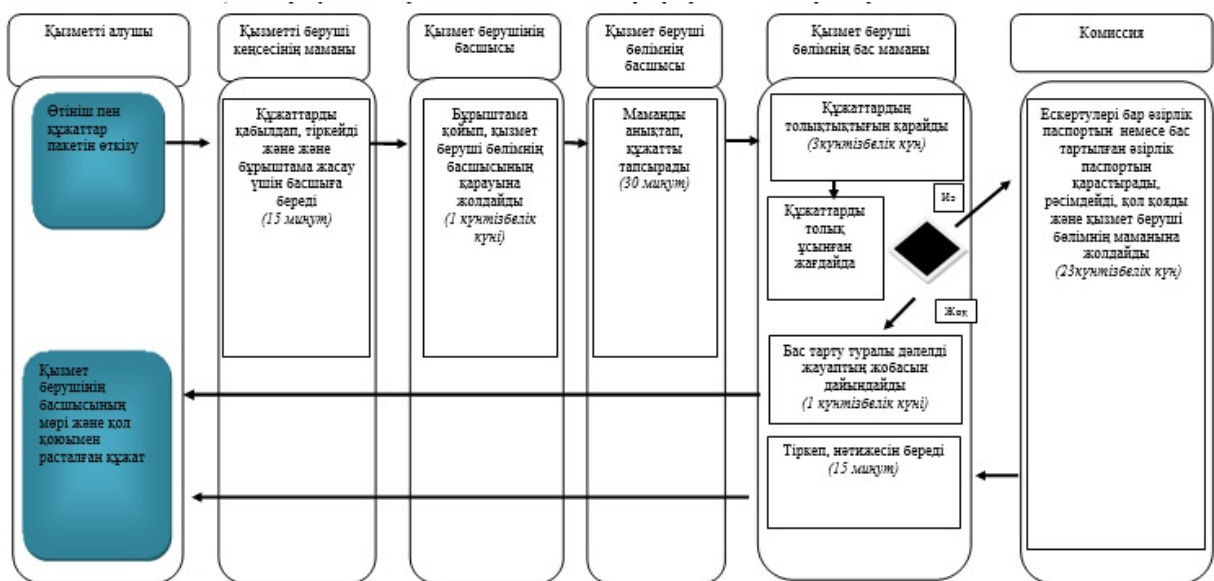 Қызметті алушы
Қызметті беруші
кеңсесінің маманы
Қызмет берушінің
басшысы
Қызмет беруші
бөлімнің
басшысы
Қызмет беруші
бөлімнің бас маманы
Комиссия
Өтініш пен
құжаттар
пакетін өткізу
Құжаттарды
қабылдап, тіркейді
және және
бұрыштама жасау
үшін басшыға
береді
(15 минут)
Бұрыштама
қойып, қызмет
беруші бөлімнің
басшысының
қарауына
жолдайды
(1 күнтізбелік
күні)
Маманды
анықтап,
құжатты
тапсырады
(30 минут)
Құжаттардың
толықтықтығын қарайды
(3күнтізбелік күн)
Құжаттарды
толық
ұсынған
жағдайда
Иә
Жоқ
Ескертулері бар әзірлік
паспортын немесе бас
тартылған әзірлік
паспортын
қарастырады,
рәсімдейді, қол қояды
және қызмет беруші
бөлімнің маманына
жолдайды
(23күнтізбелік күн)
Бас тарту туралы дәлелді
жауаптың жобасын
дайындайды
(1 күнтізбелік күні)
Тіркеп, нәтижесін береді
(15 минут)
Қызмет
берушінің
басшысының
мөрі және қол
қоюымен
расталған құжат